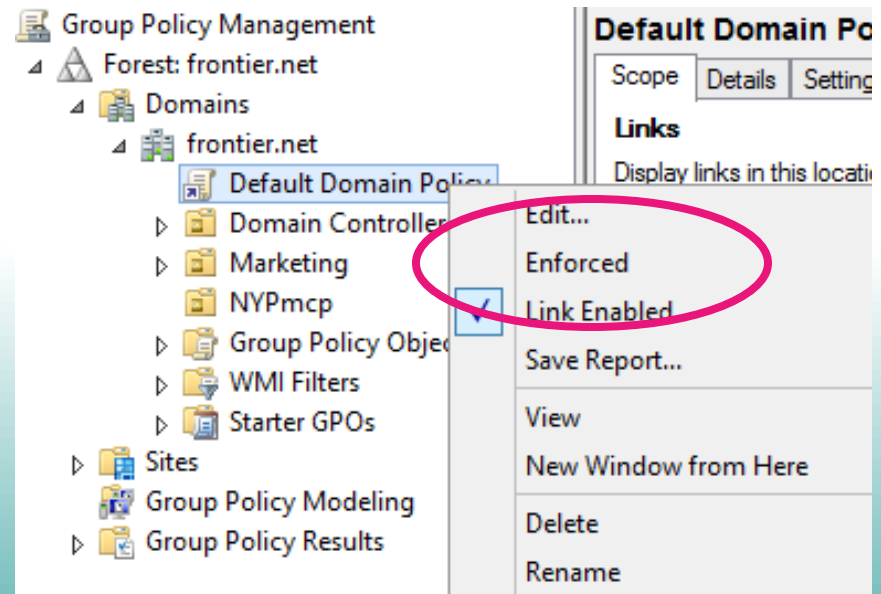 Group Policy Management
Forest: frontier.net
Domains
frontier.net
Default Domain Policy
Domain Controller
Marketing
NYPmcp
Group Policy Objec
WMI Filters
Starter GPOs
Sites
Group Policy Modeling
Group Policy Results
Default Domain Po
Scope Details Setting
Links
Display links in this locati
Edit...
Enforced
Link Enabled
Save Report...
View
New Window from Here
Delete
Rename